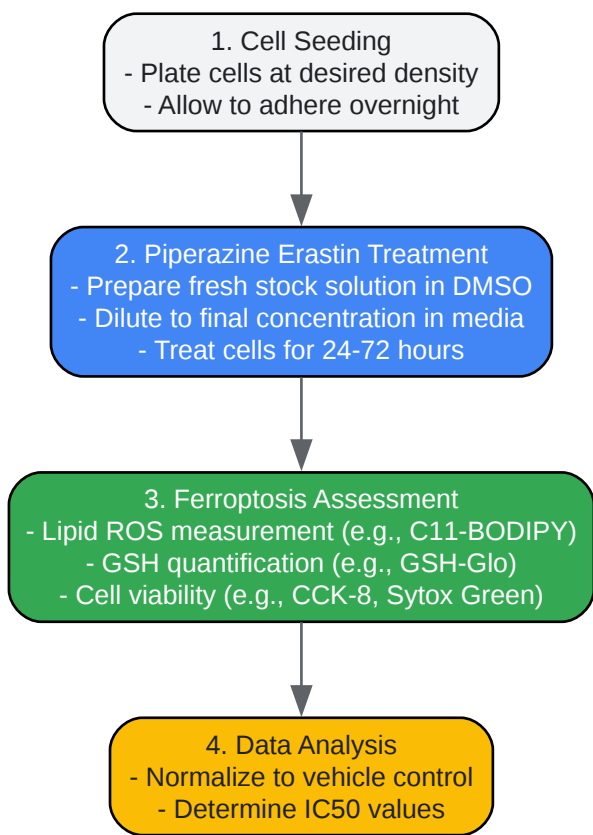 1. Cell Seeding
- Plate cells at desired density
- Allow to adhere overnight
2. Piperazine Erastin Treatment
- Prepare fresh stock solution in DMSO
- Dilute to final concentration in media
- Treat cells for 24-72 hours
3. Ferroptosis Assessment
- Lipid ROS measurement (e.g., C11-BODIPY)
- GSH quantification (e.g., GSH-Glo)
- Cell viability (e.g., CCK-8, Sytox Green)
4. Data Analysis
- Normalize to vehicle control
- Determine IC50 values